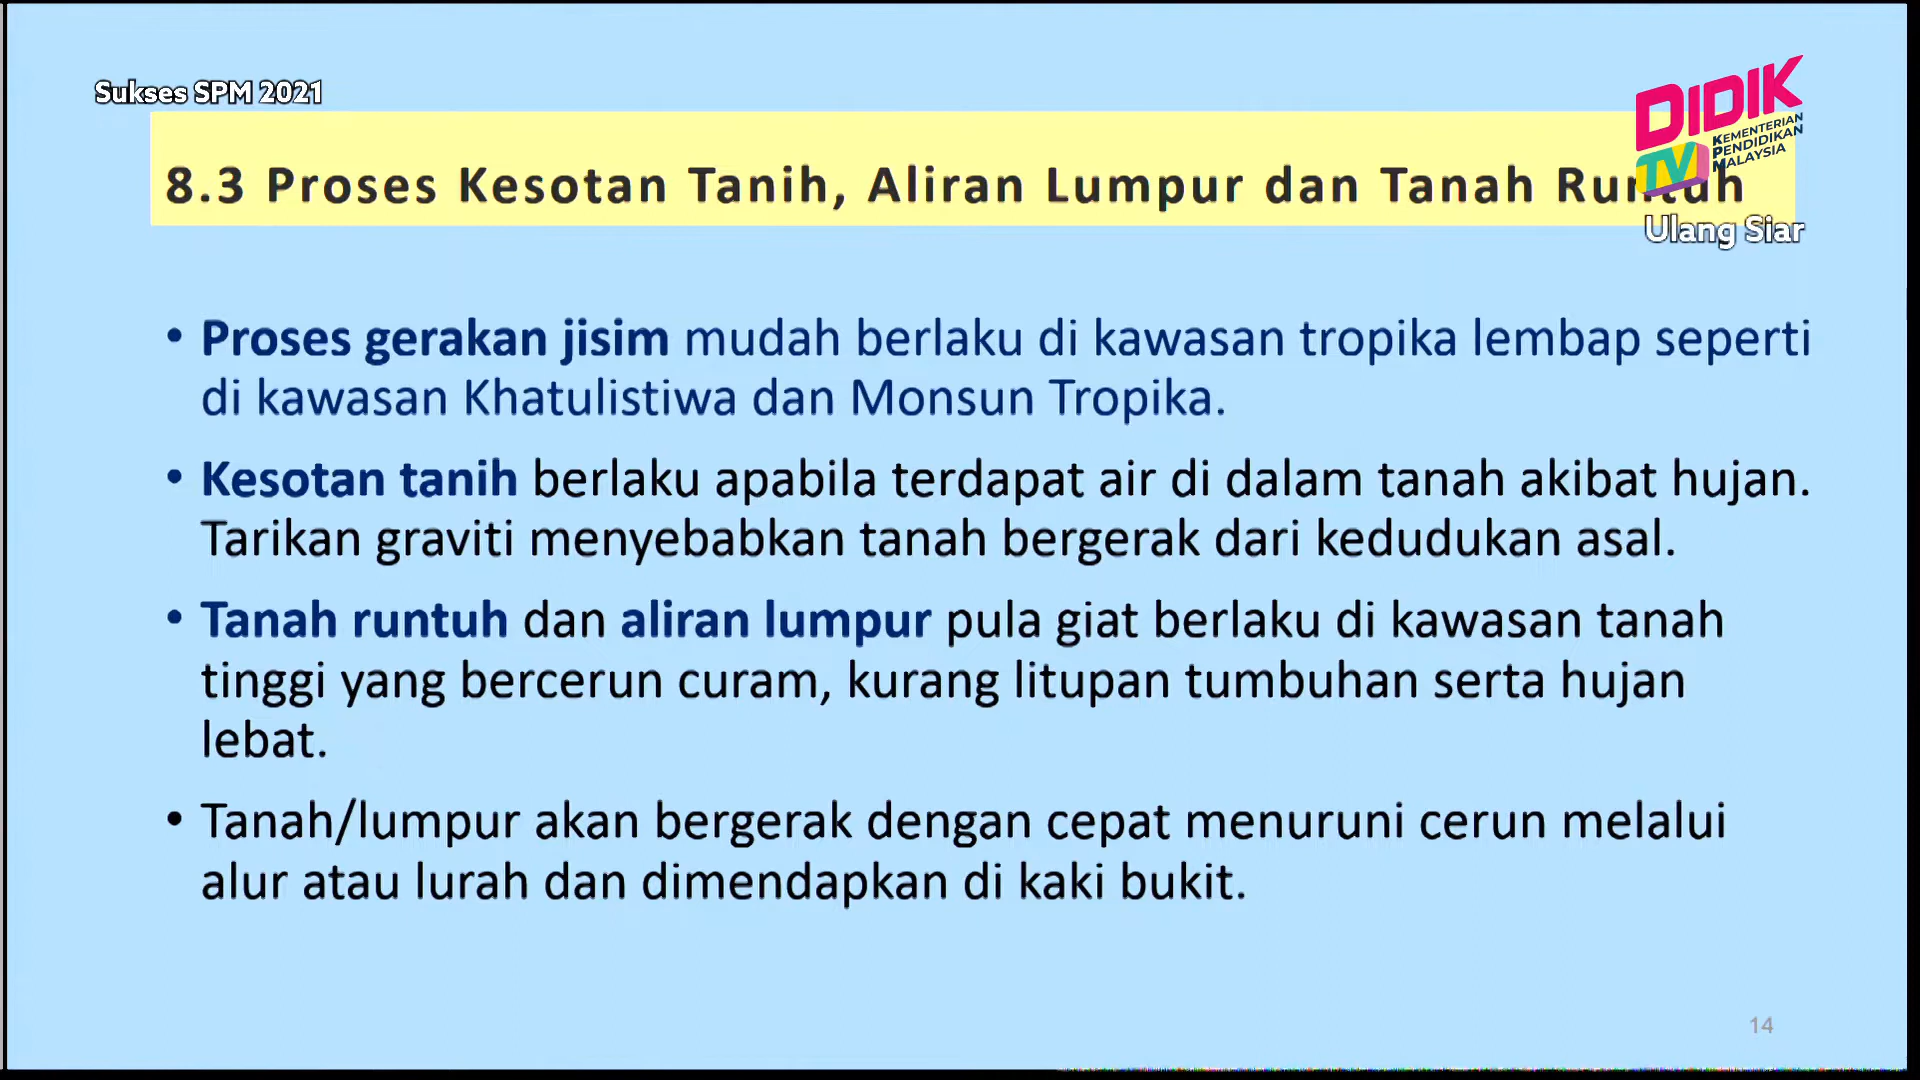 Sukses SPM 2021
DIDIK
TV
KEMENTERIAN
PENDIDIKAN
MALAYSIA
8.3 Proses Kesotan Tanih, Aliran Lumpur dan Tanah Runtuh
Ulang Siar
• Proses gerakan jisim mudah berlaku di kawasan tropika lembap seperti
di kawasan Khatulistiwa dan Monsun Tropika.
• Kesotan tanih berlaku apabila terdapat air di dalam tanah akibat hujan.
Tarikan graviti menyebabkan tanah bergerak dari kedudukan asal.
• Tanah runtuh dan aliran lumpur pula giat berlaku di kawasan tanah
tinggi yang bercerun curam, kurang litupan tumbuhan serta hujan
lebat.
• Tanah/lumpur akan bergerak dengan cepat menuruni cerun melalui
alur atau lurah dan dimendapkan di kaki bukit.
14